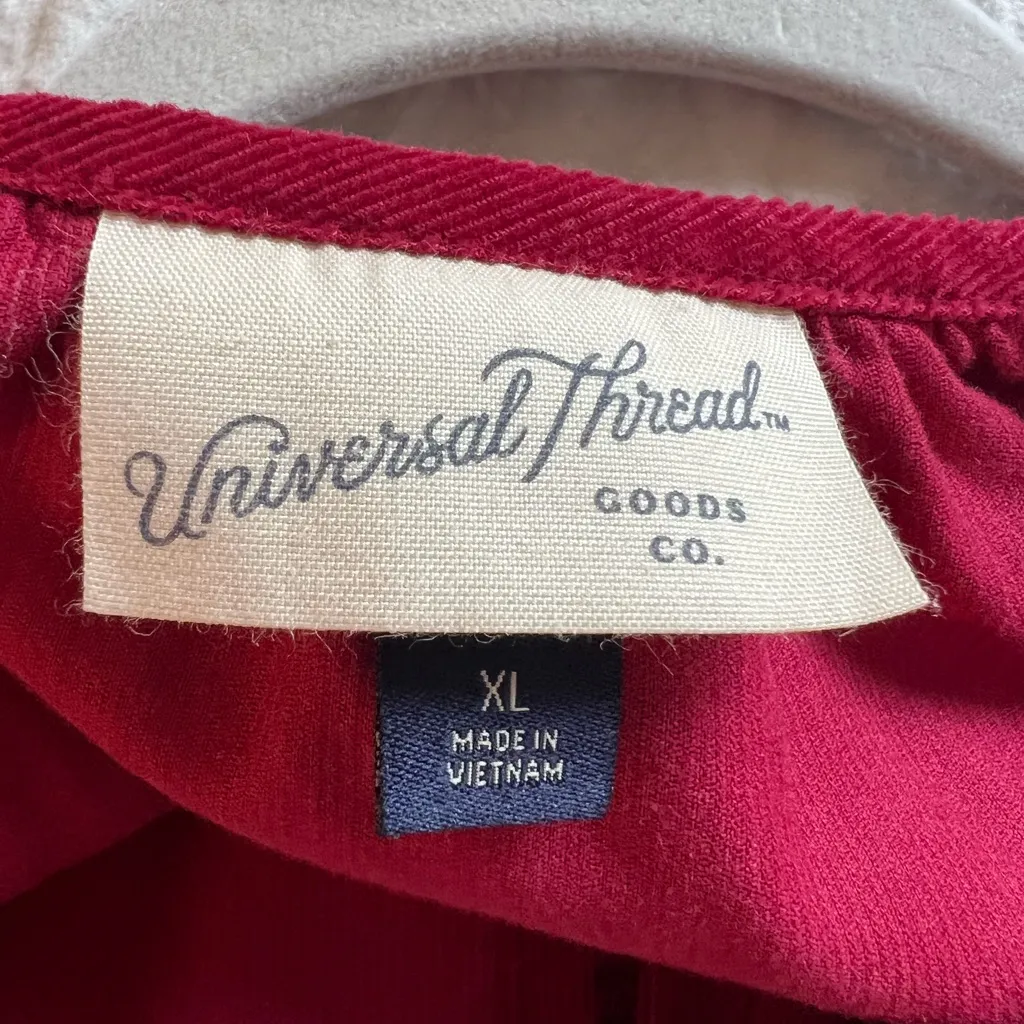 Universal Thread™
GOODS
CO.
XL
MADE IN
VIETNAM